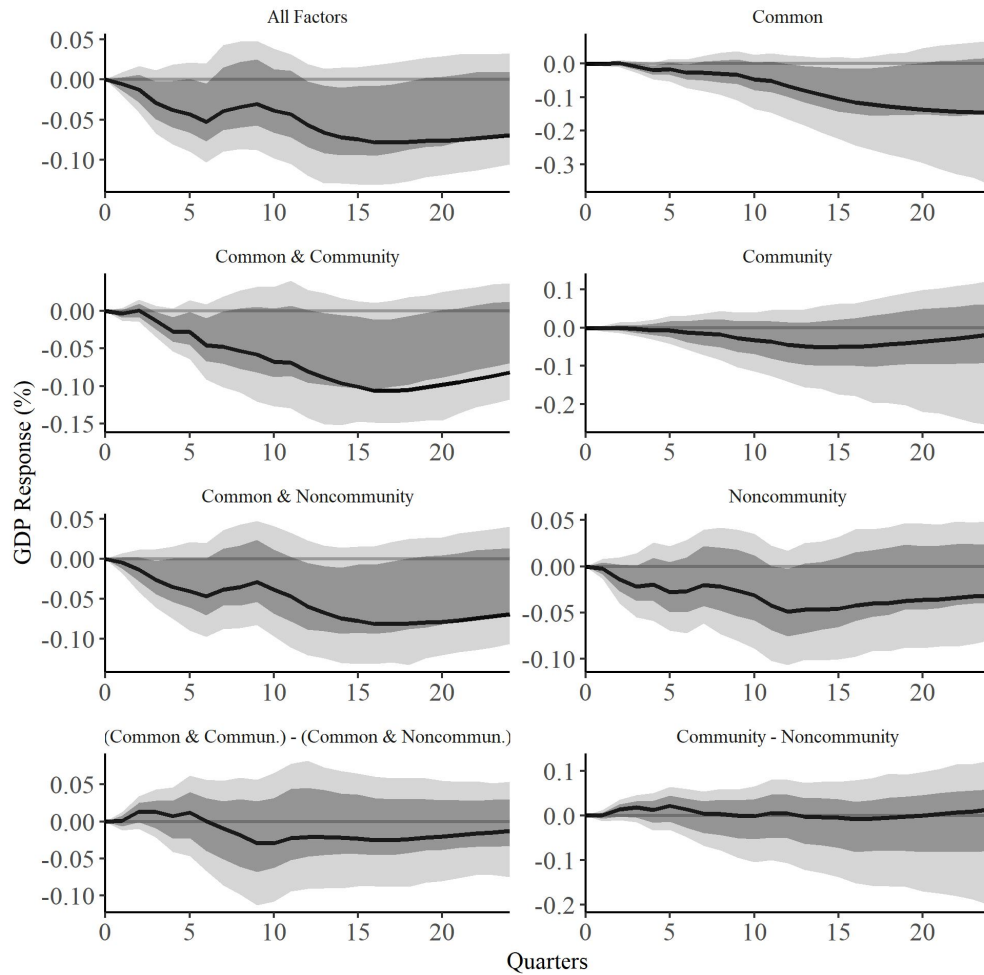 All Factors
0.05
0.00
-0.05
-0.10
0 5 10 15 20
Common
0.0
-0.1
-0.2
-0.3
0 5 10 15 20
Common & Community
0.00
-0.05
-0.10
-0.15
0 5 10 15 20
Community
0.1
0.0
-0.1
-0.2
0 5 10 15 20
Common & Noncommunity
0.05
0.00
-0.05
-0.10
0 5 10 15 20
Noncommunity
0.05
0.00
-0.05
-0.10
0 5 10 15 20
(Common & Commun.) - (Common & Noncommun.)
0.05
0.00
-0.05
-0.10
0 5 10 15 20
Community - Noncommunity
0.1
0.0
-0.1
-0.2
0 5 10 15 20
GDP Response (%)
Quarters